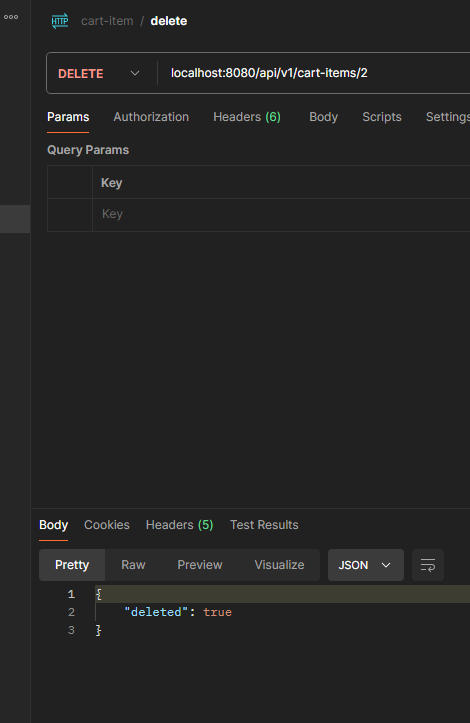 HTTP cart-item / delete
DELETE localhost:8080/api/v1/cart-items/2
Params Authorization Headers (6) Body Scripts Settings
Query Params
Key
Key
Body Cookies Headers (5) Test Results
Pretty Raw Preview Visualize JSON
1 {
2 "deleted": true
3 }